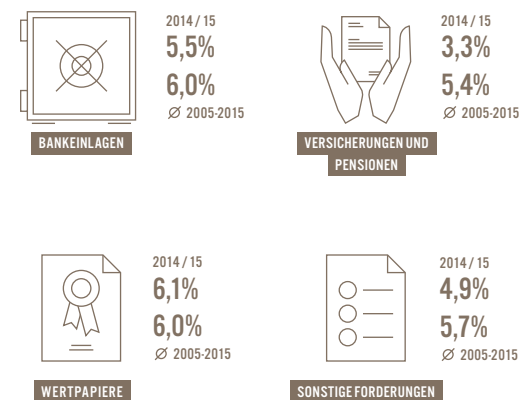 2014 / 15
5,5%
6,0%
Ø 2005-2015
BANKEINLAGEN
2014 / 15
3,3%
5,4%
Ø 2005-2015
VERSICHERUNGEN UND
PENSIONEN
2014 / 15
6,1%
6,0%
Ø 2005-2015
WERTPAPIERE
2014 / 15
4,9%
5,7%
Ø 2005-2015
SONSTIGE FORDERUNGEN